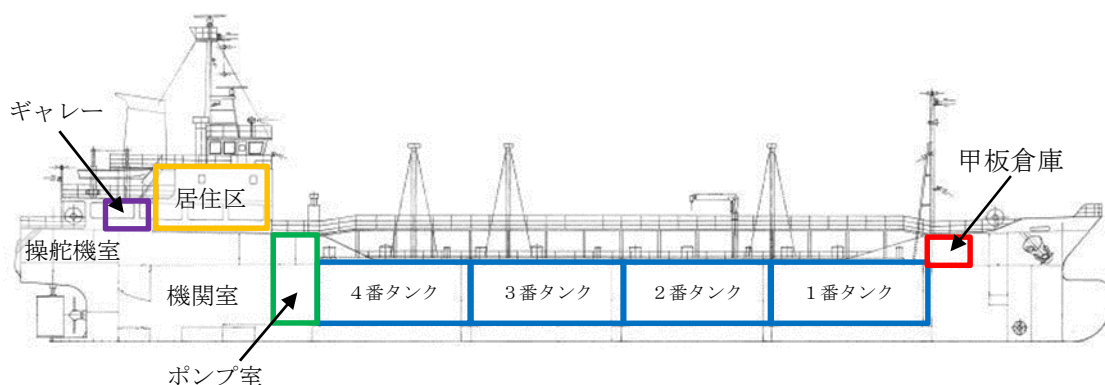 ギャレー
居住区
甲板倉庫
操舵機室
機関室
4番タンク
3番タンク
2番タンク
1番タンク
ポンプ室